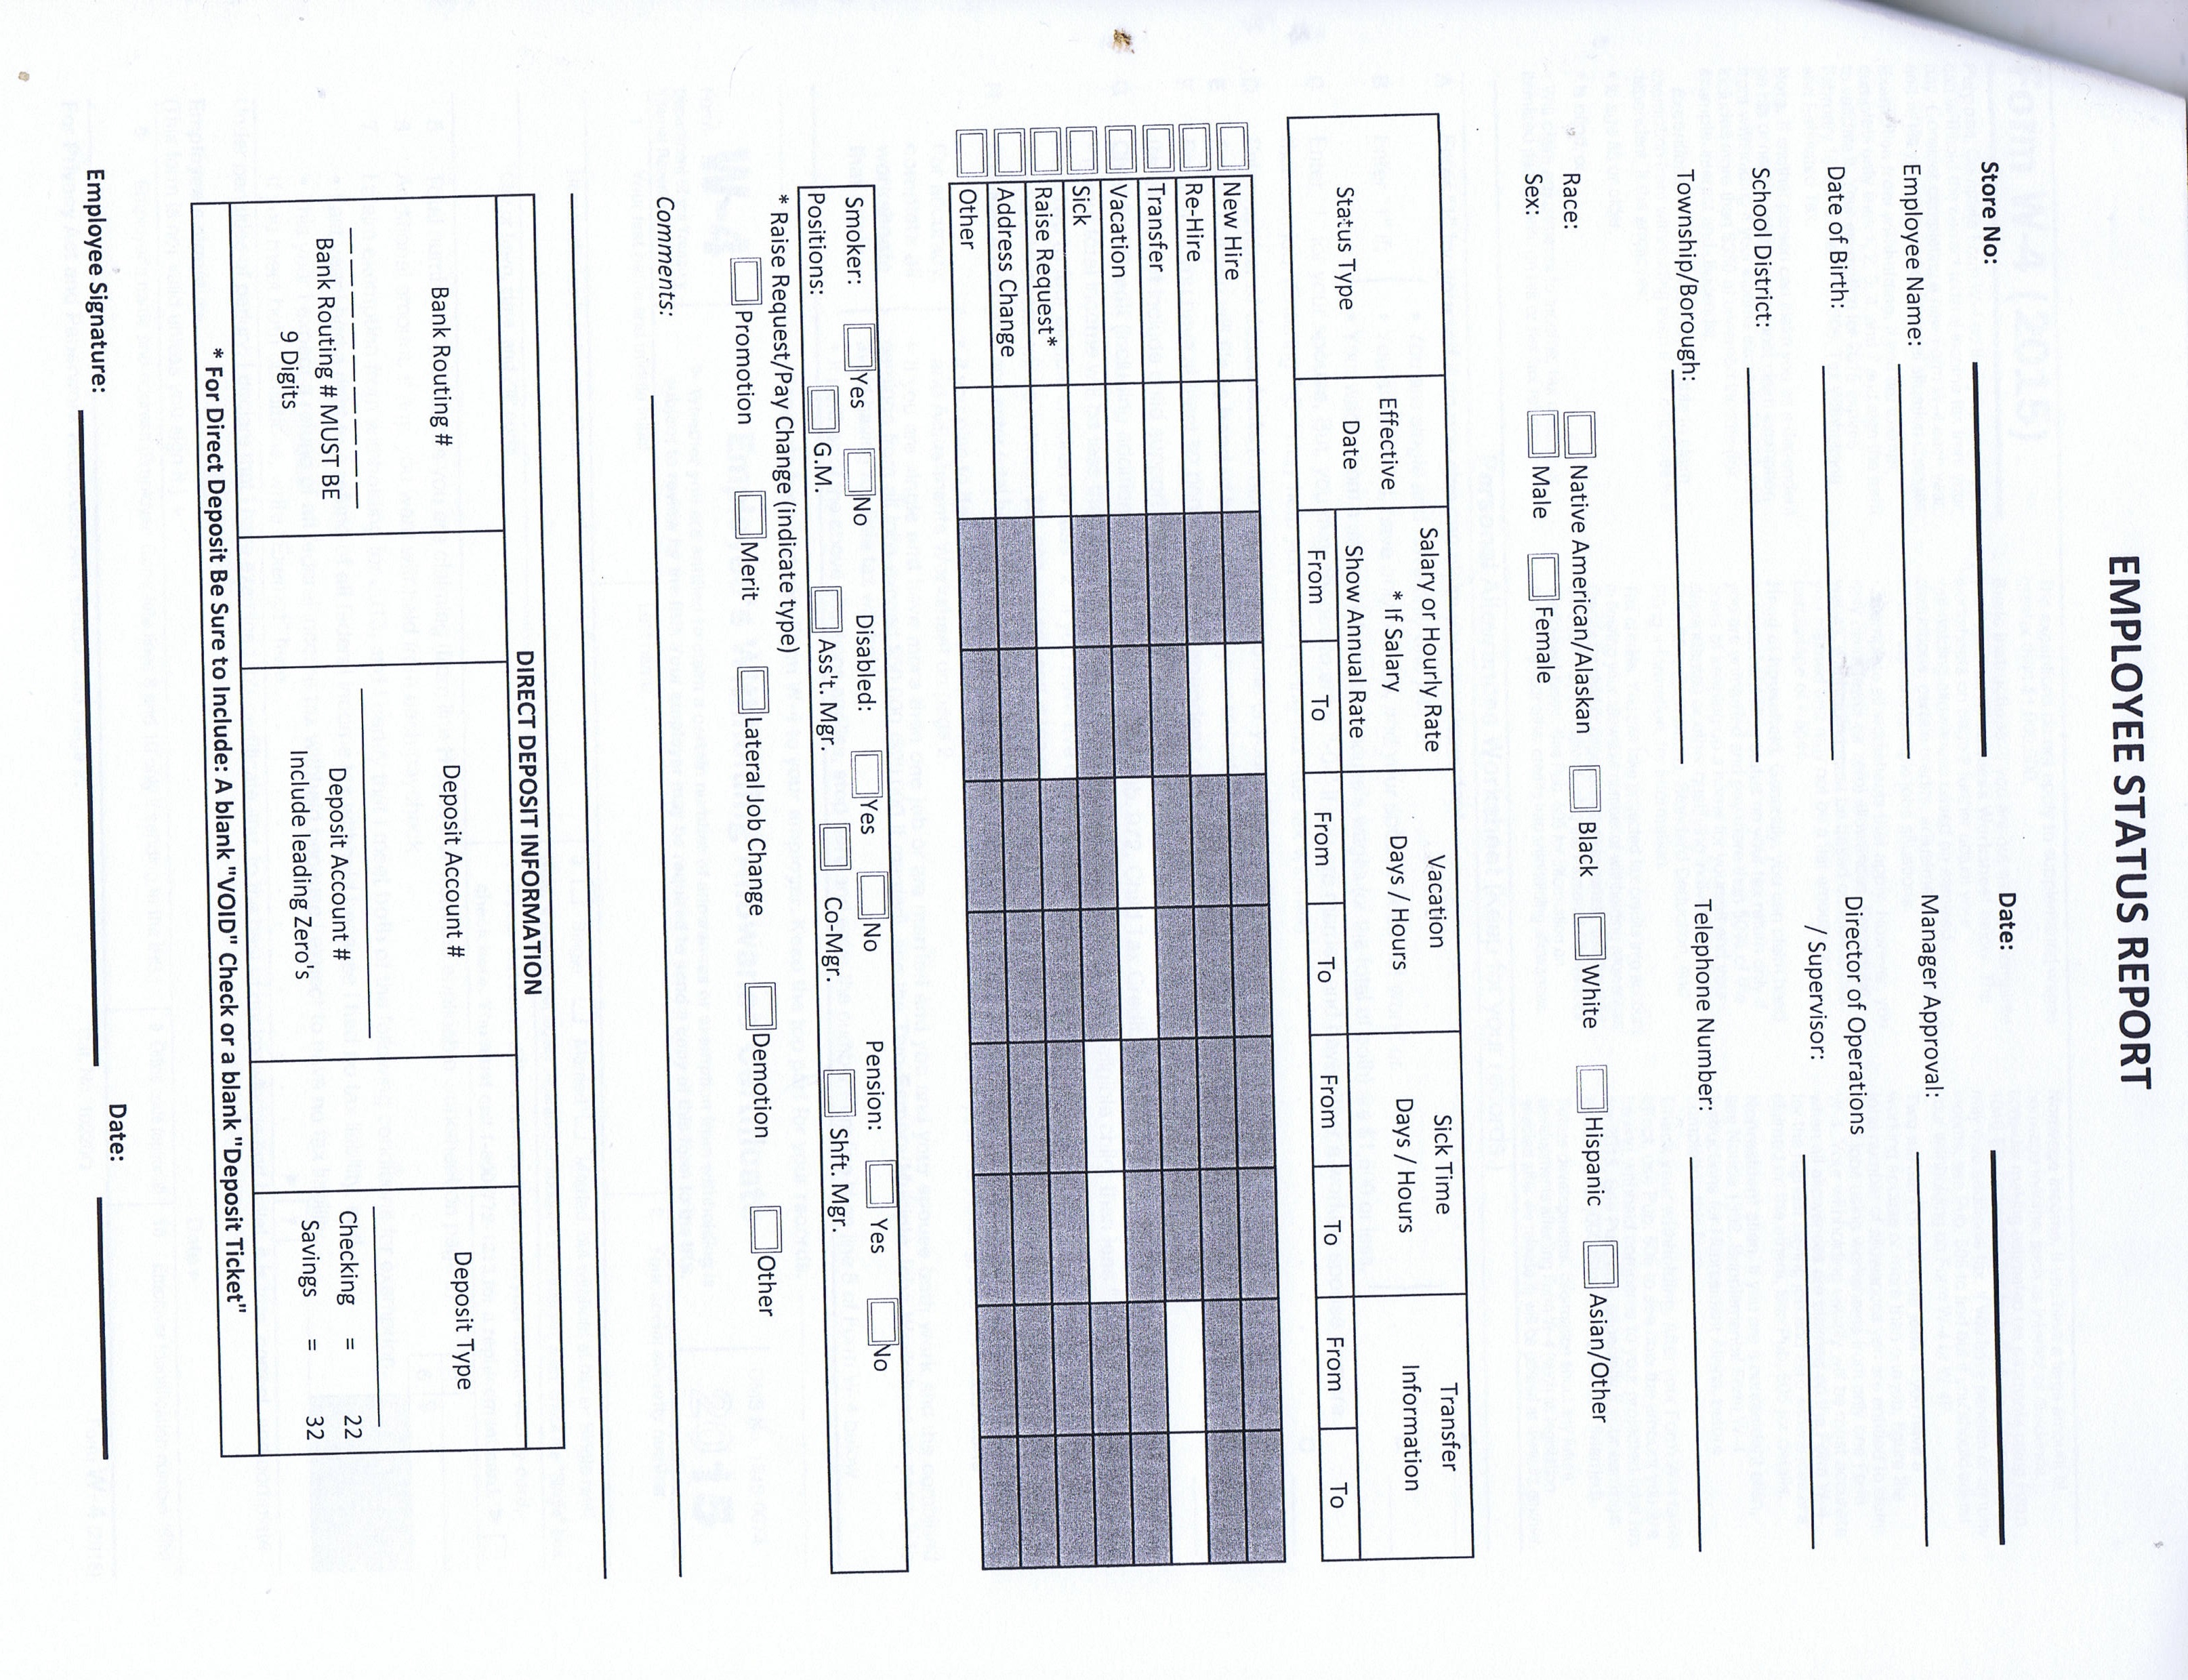 EMPLOYEE STATUS REPORT
Store No: Date:
Employee Name: Manager Approval:
Date of Birth: Director of Operations
/ Supervisor:
School District:
Township/Borough: Telephone Number:
Race: Native American/Alaskan Black White Hispanic Asian/Other
Sex: Male Female
Status Type Effective Date Salary or Hourly Rate * If Salary Show Annual Rate Vacation Days / Hours Sick Time Days / Hours Transfer Information
From To From To From To From To
New Hire
Re-Hire
Transfer
Vacation
Sick
Raise Request*
Address Change
Other
Smoker: Yes No Disabled: Yes No Pension: Yes No
Positions: G.M. Ass't. Mgr. Co-Mgr. Shft. Mgr.
* Raise Request/Pay Change (indicate type)
Promotion Merit Lateral Job Change Demotion Other
Comments:
DIRECT DEPOSIT INFORMATION
Bank Routing # Deposit Account # Deposit Type
_ _ _ _ _ _ _ _ _
Bank Routing # MUST BE Deposit Account # Checking = 22
9 Digits Include leading Zero's Savings = 32
* For Direct Deposit Be Sure to Include: A blank "VOID" Check or a blank "Deposit Ticket"
Employee Signature: Date: